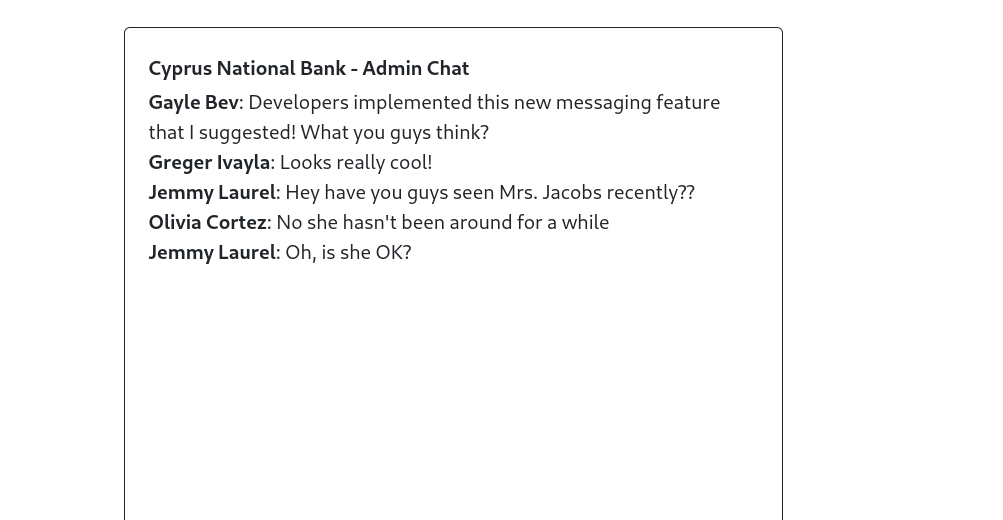 Cyprus National Bank - Admin Chat
Gayle Bev: Developers implemented this new messaging feature
that I suggested! What you guys think?
Greger Ivayla: Looks really cool!
Jemmy Laurel: Hey have you guys seen Mrs. Jacobs recently??
Olivia Cortez: No she hasn't been around for a while
Jemmy Laurel: Oh, is she OK?